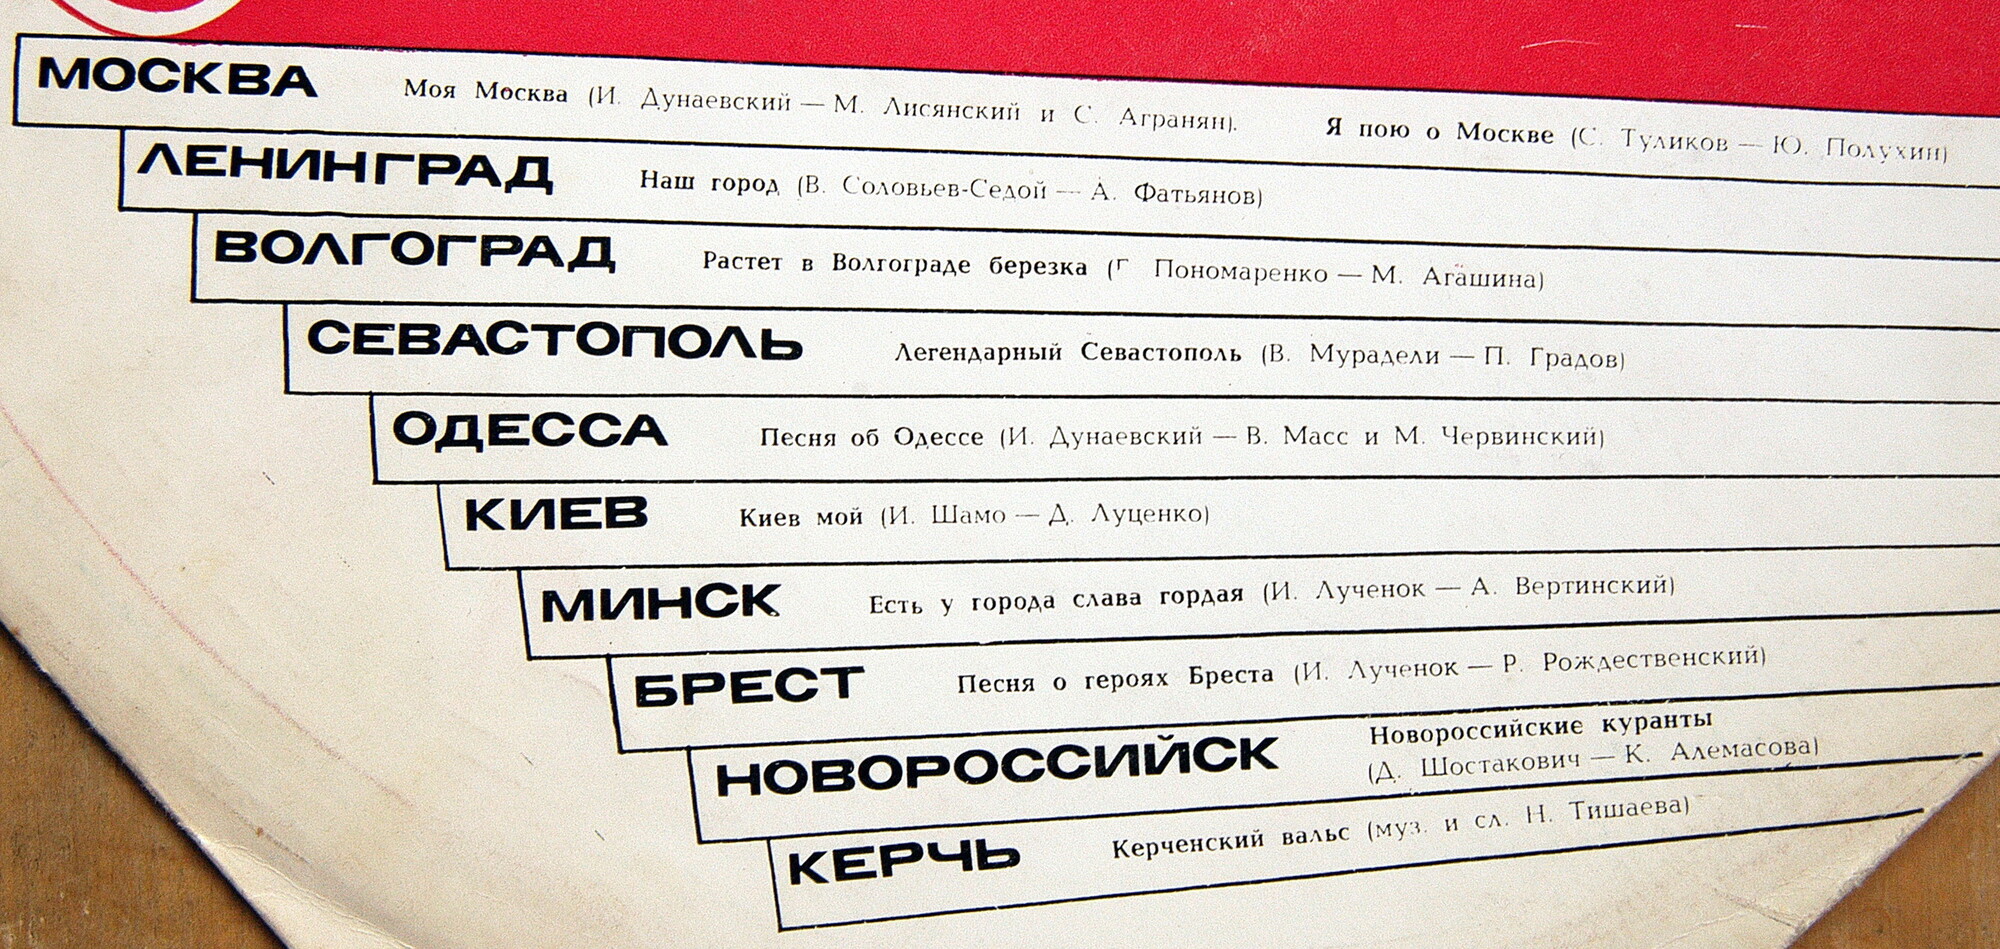 МОСКВА Моя Москва (И. Дунаевский — М. Лисянский и С. Агранян). Я пою о Москве (С. Туликов — Ю. Полухин)
ЛЕНИНГРАД Наш город (В. Соловьев-Седой — А. Фатьянов)
ВОЛГОГРАД Растет в Волгограде березка (Г Пономаренко — М. Агашина)
СЕВАСТОПОЛЬ Легендарный Севастополь (В. Мурадели — П. Градов)
ОДЕССА Песня об Одессе (И. Дунаевский — В. Масс и М. Червинский)
КИЕВ Киев мой (И. Шамо — Д. Луценко)
МИНСК Есть у города слава гордая (И. Лученок — А. Вертинский)
БРЕСТ Песня о героях Бреста (И. Лученок — Р. Рождественский)
НОВОРОССИЙСК Новороссийские куранты
(Д. Шостакович — К. Алемасова)
КЕРЧЬ Керченский вальс (муз. и сл. Н. Тишаева)